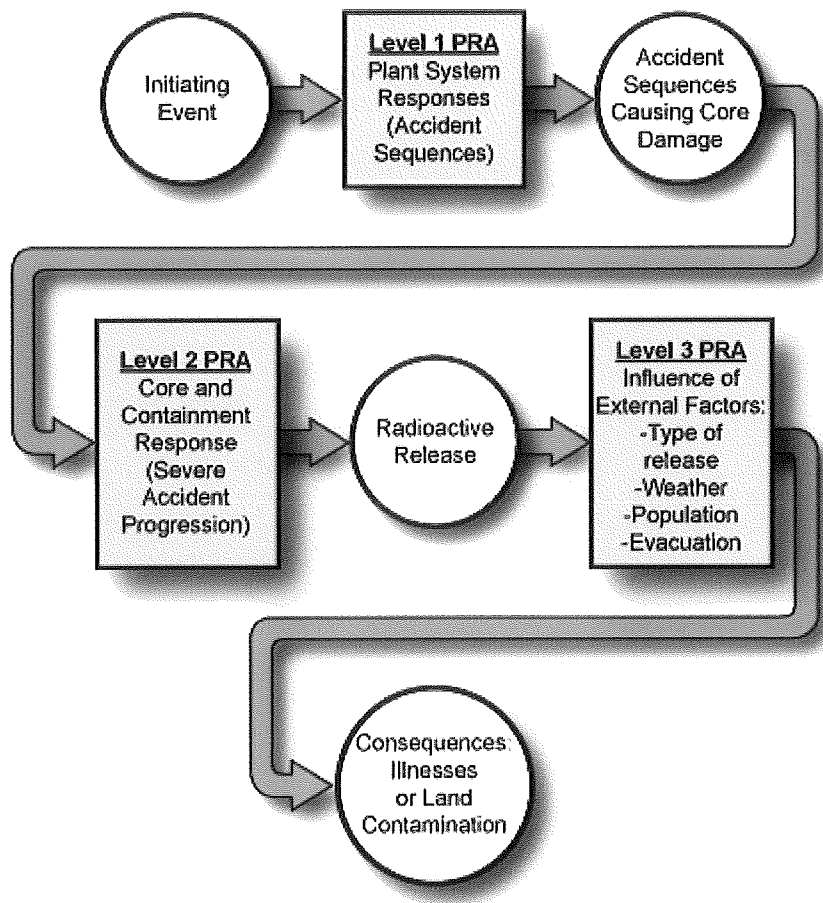 Initiating
Event
Level 1 PRA
Plant System
Responses
(Accident
Sequences)
Accident
Sequences
Causing Core
Damage
Level 2 PRA
Core and
Containment
Response
(Severe
Accident
Progression)
Radioactive
Release
Level 3 PRA
Influence of
External Factors:
-Type of
release
-Weather
-Population
-Evacuation
Consequences:
Illnesses
or Land
Contamination